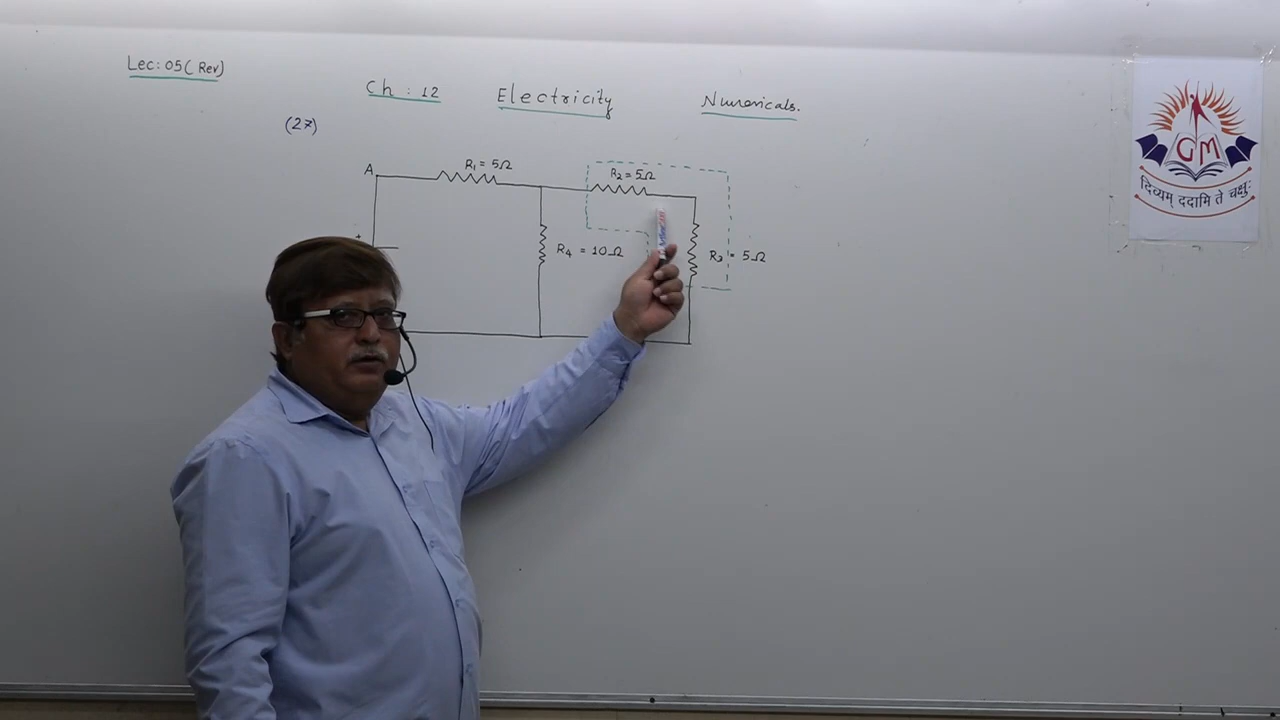 Lec: 05 (Rev)
Ch : 12 Electricity Numericals.
(27)
A R₁ = 5Ω R₂ = 5Ω
+
R₄ = 10Ω R₃ = 5Ω
GM
दिव्यम् ददामि ते चक्षुः